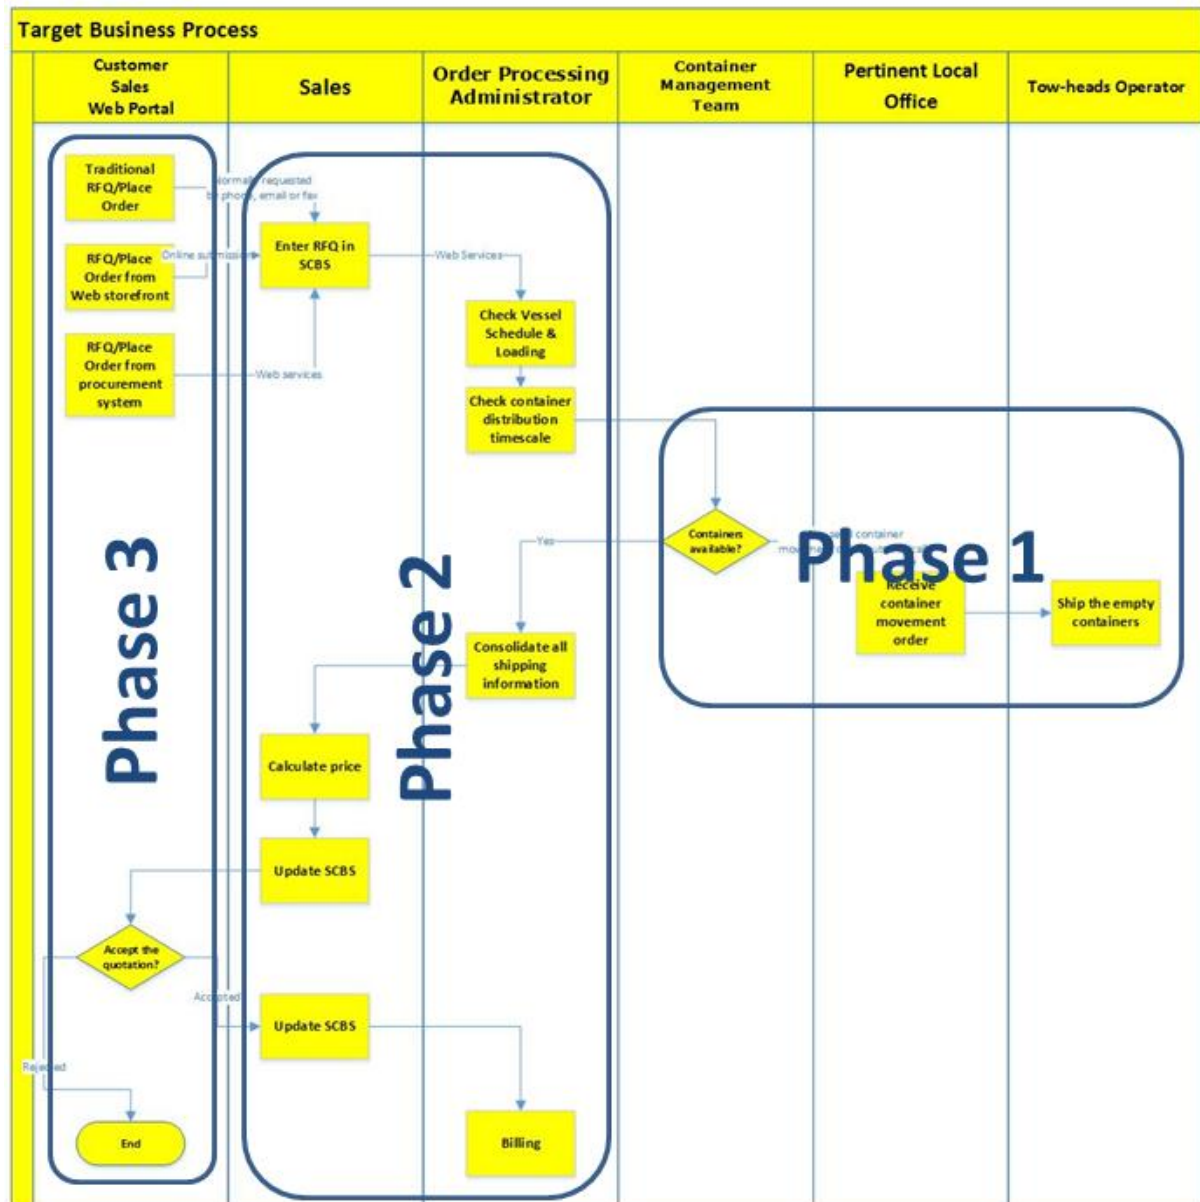 Target Business Process
Customer
Sales
Web Portal
Sales
Order Processing
Administrator
Container
Management
Team
Pertinent Local
Office
Tow-heads Operator
Traditional
RFQ/Place
Order
requested
by phone, email or fax
RFQ/Place
Order from
Web storefront
Online
Enter RFQ in
SCBS
Web Services
RFQ/Place
Order from
procurement
system
Web services
Check Vessel
Schedule &
Loading
Check container
distribution
timescale
Containers
available?
Yes
container
Phase 1
Receive
container
movement
order
Ship the empty
containers
Phase 3
Phase 2
Consolidate all
shipping
information
Calculate price
Update SCBS
Accept the
quotation?
Accepted
Update SCBS
Rejected
End
Billing